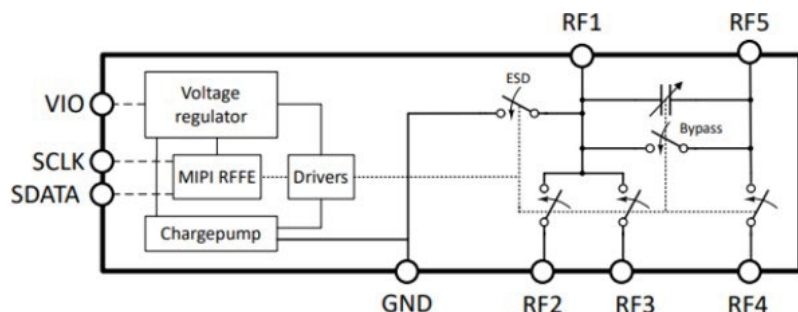 RF1
RF5
ESD
VIO
Voltage
regulator
Bypass
SCLK
MIPI RFFE
Drivers
SDATA
Chargepump
GND
RF2
RF3
RF4